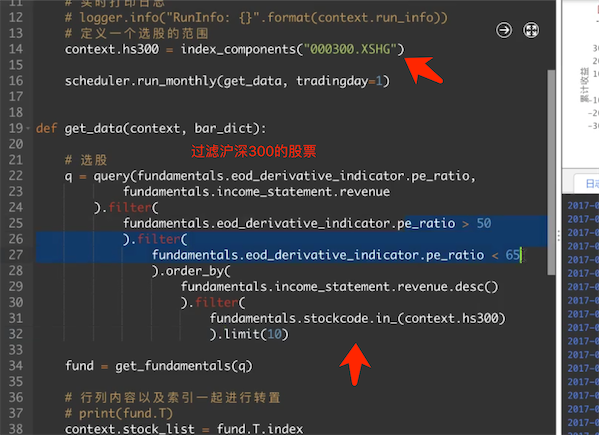 11 # 实时打印日志
12 # logger.info("RunInfo: {}".format(context.run_info))
13 # 定义一个选股的范围
14 context.hs300 = index_components("000300.XSHG")
15
16 scheduler.run_monthly(get_data, tradingday=1)
17
18
19 def get_data(context, bar_dict):
20
过滤沪深300的股票
21 # 选股
22 q = query(fundamentals.eod_derivative_indicator.pe_ratio,
23 fundamentals.income_statement.revenue
24 ).filter(
25 fundamentals.eod_derivative_indicator.pe_ratio > 50
26 ).filter(
27 fundamentals.eod_derivative_indicator.pe_ratio < 65
28 ).order_by(
29 fundamentals.income_statement.revenue.desc()
30 ).filter(
31 fundamentals.stockcode.in_(context.hs300)
32 ).limit(10)
33
34 fund = get_fundamentals(q)
35
36 # 行列内容以及索引一起进行转置
37 # print(fund.T)
38 context.stock_list = fund.T.index
累计收益
30
20
10
-10
-20
-30
日志
2017-0
2017-0
2017-0
2017-0
2017-0
2017-0
2017-0
2017-0
2017-0
2017-0
2017-0
2017-0
2017-0